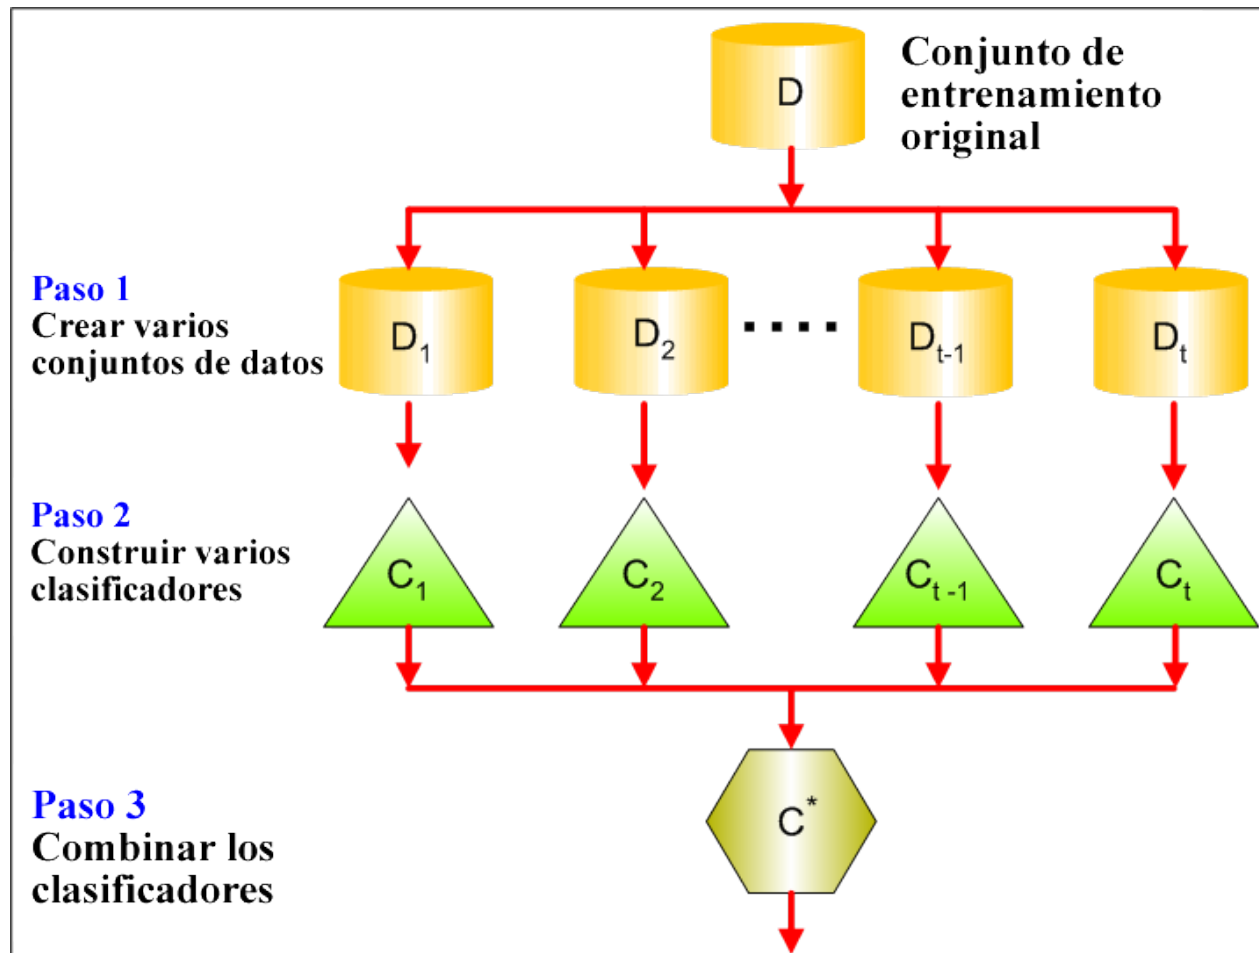 D
Conjunto de
entrenamiento
original
Paso 1
Crear varios
conjuntos de datos
D1
D2
....
Dt-1
Dt
Paso 2
Construir varios
clasificadores
C1
C2
Ct -1
Ct
Paso 3
Combinar los
clasificadores
C*